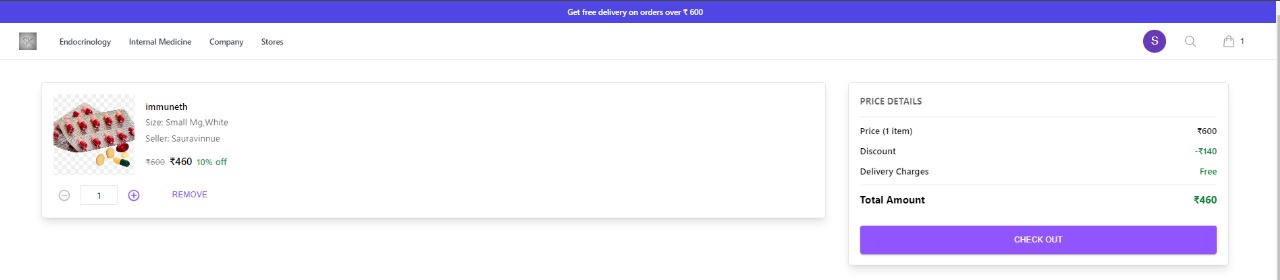 Get free delivery on orders over ₹ 600
Endocrinology Internal Medicine Company Stores S 1
immuneth
Size: Small Mg,White
Seller: Sauravinnue
₹600 ₹460 10% off
1 REMOVE
PRICE DETAILS
Price (1 item) ₹600
Discount -₹140
Delivery Charges Free
Total Amount ₹460
CHECK OUT